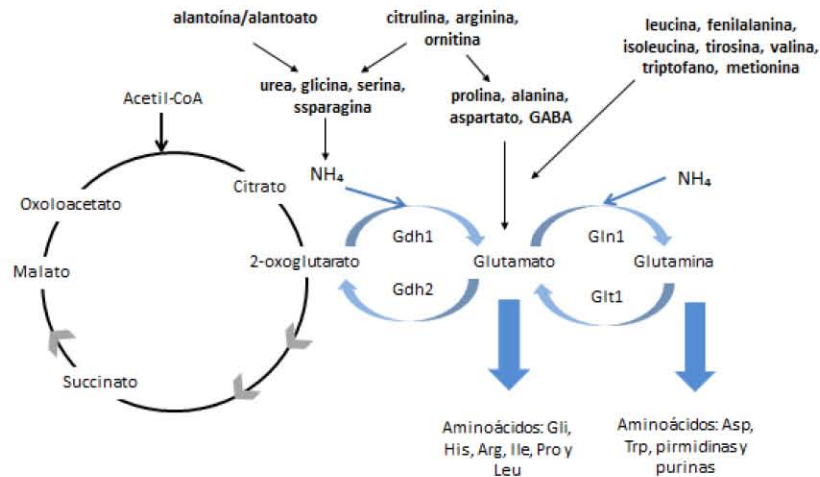 alantoína/alantoato
citrulina, arginina,
ornitina
leucina, fenilalanina,
isoleucina, tirosina, valina,
triptofano, metionina
urea, glicina, serina,
ssparagina
prolina, alanina,
aspartato, GABA
Acetil-CoA
Citrato
Oxoloacetato
Malato
Succinato
2-oxoglutarato
NH₄
Gdh1
Gdh2
Glutamato
NH₄
Gln1
Glt1
Glutamina
Aminoácidos: Gli,
His, Arg, Ile, Pro y
Leu
Aminoácidos: Asp,
Trp, pirmidinas y
purinas